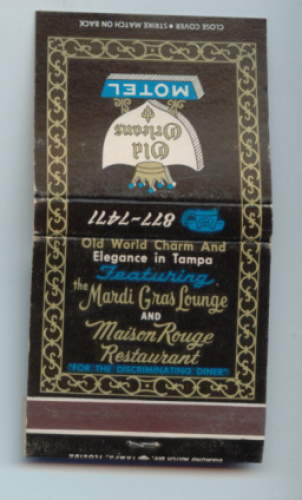 CLOSE COVER • STRIKE MATCH ON BACK
Old
Orleans
MOTEL
877-7471
Old World Charm And
Elegance in Tampa
Featuring
the Mardi Gras Lounge
AND
Maison Rouge
Restaurant
"FOR THE DISCRIMINATING DINER"